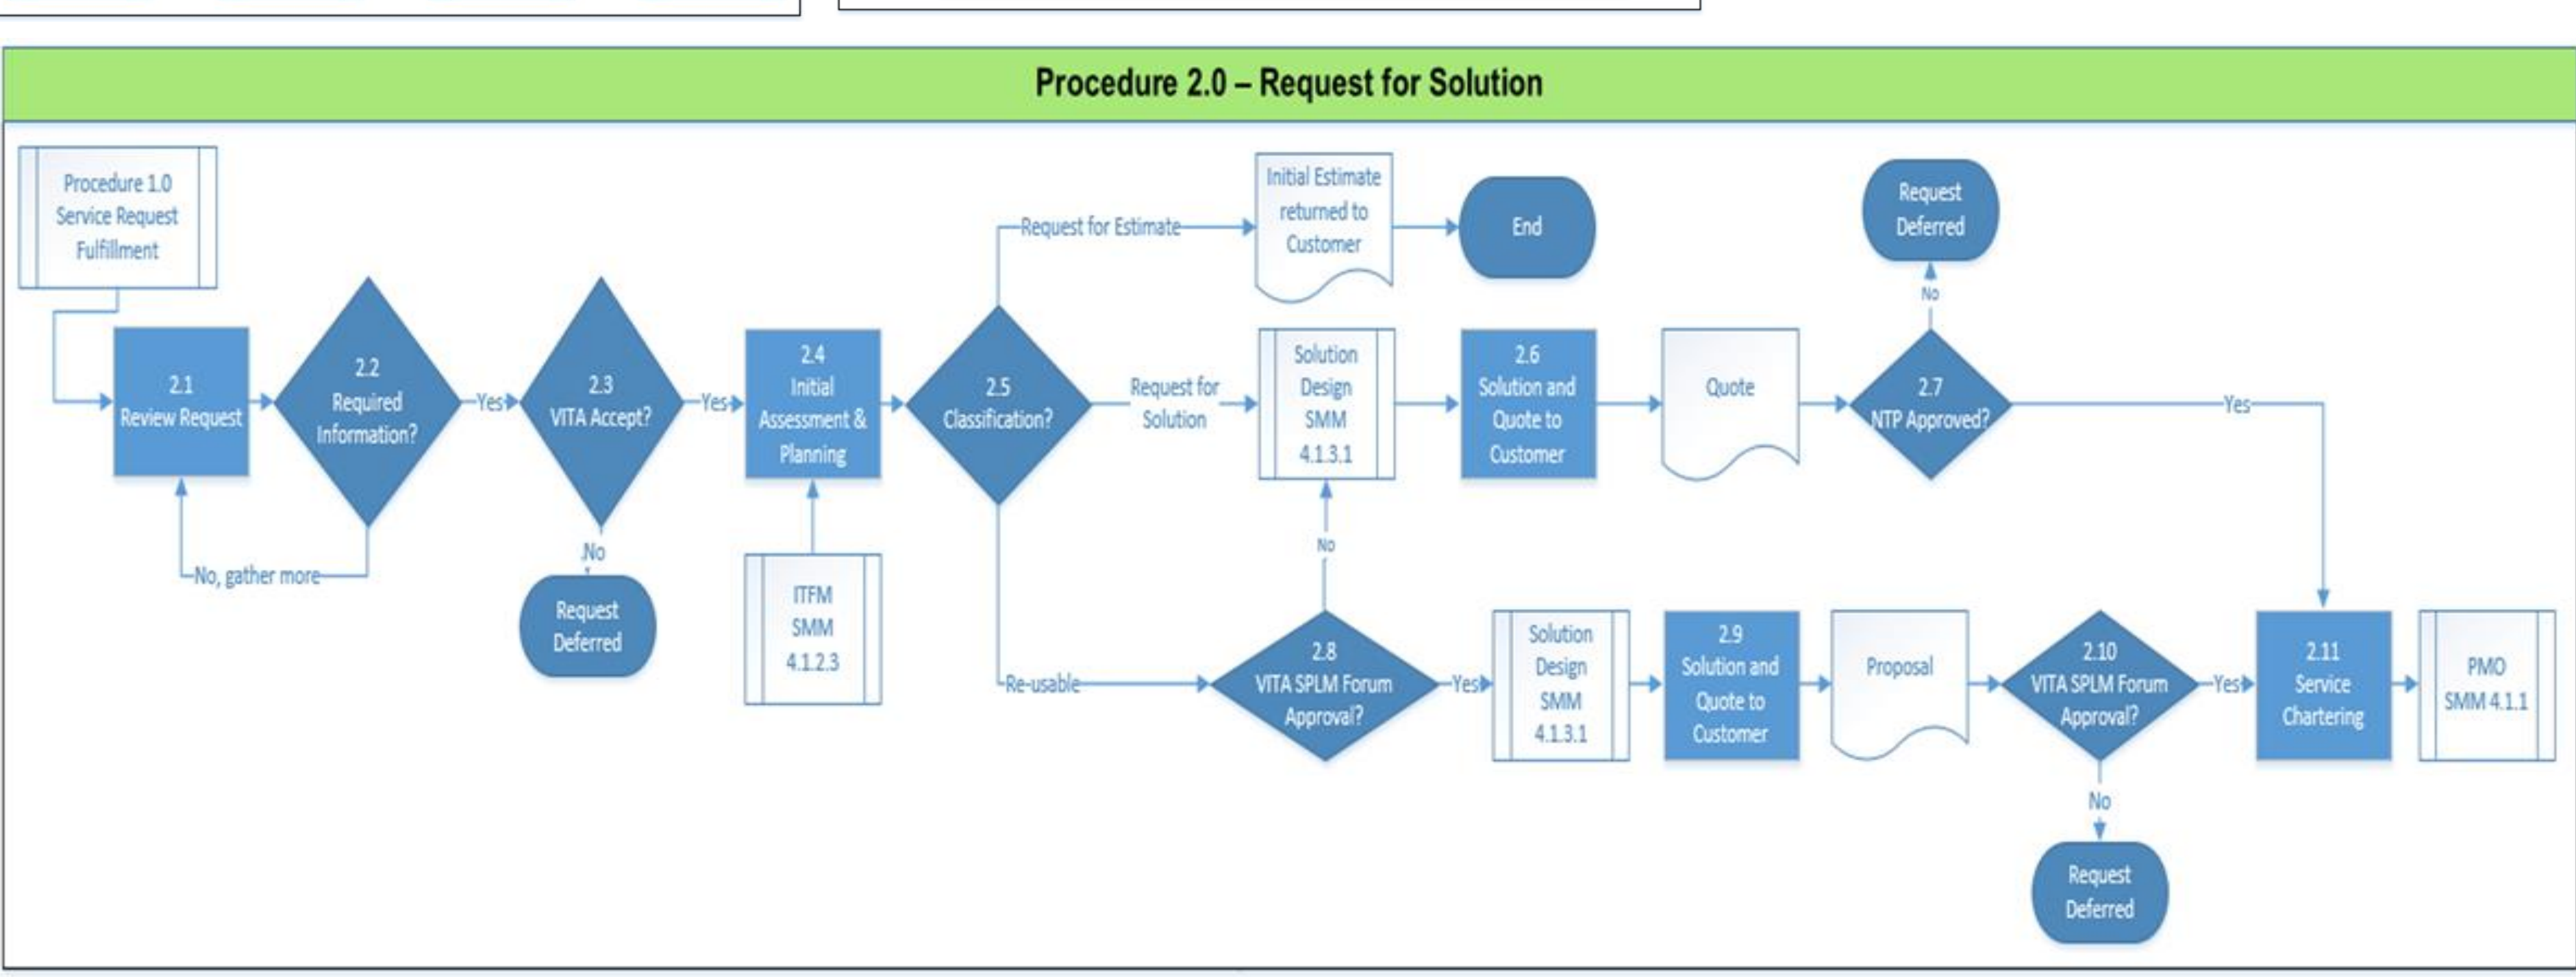 Procedure 2.0 – Request for Solution
Procedure 1.0
Service Request
Fulfillment
2.1
Review Request
2.2
Required
Information?
No, gather more
Yes
2.3
VITA Accept?
No
Request
Deferred
Yes
2.4
Initial
Assessment &
Planning
ITFM
SMM
4.1.2.3
2.5
Classification?
Request for Estimate
Initial Estimate
returned to
Customer
End
Request for
Solution
Solution
Design
SMM
4.1.3.1
2.6
Solution and
Quote to
Customer
Quote
2.7
NTP Approved?
No
Request
Deferred
Yes
Re-usable
2.8
VITA SPLM Forum
Approval?
No
Yes
Solution
Design
SMM
4.1.3.1
2.9
Solution and
Quote to
Customer
Proposal
2.10
VITA SPLM Forum
Approval?
No
Request
Deferred
Yes
2.11
Service
Chartering
PMO
SMM 4.1.1